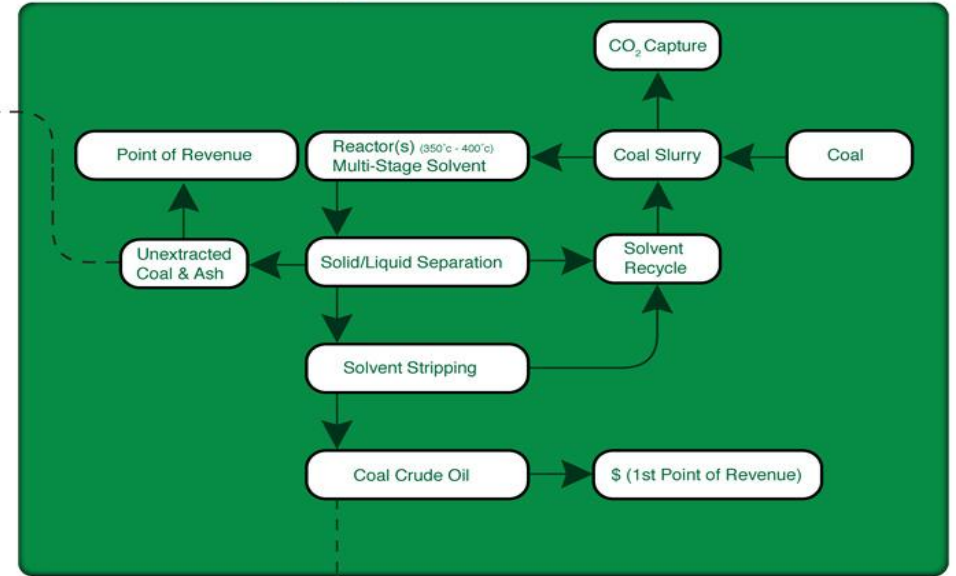 CO₂ Capture
Point of Revenue
Reactor(s) (350˚c - 400˚c)
Multi-Stage Solvent
Coal Slurry
Coal
Unextracted
Coal & Ash
Solid/Liquid Separation
Solvent
Recycle
Solvent Stripping
Coal Crude Oil
$ (1st Point of Revenue)